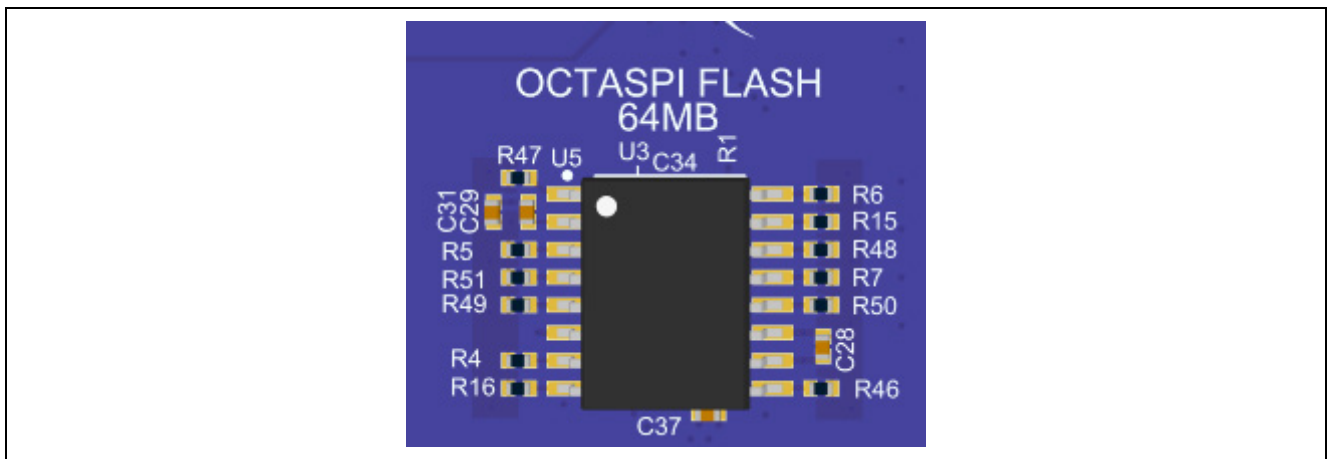 OCTASPI FLASH
64MB
R47 U5 U3 C34 R1
C31 C29
R5
R51
R49
R4
R16
R6
R15
R48
R7
R50
C28
R46
C37